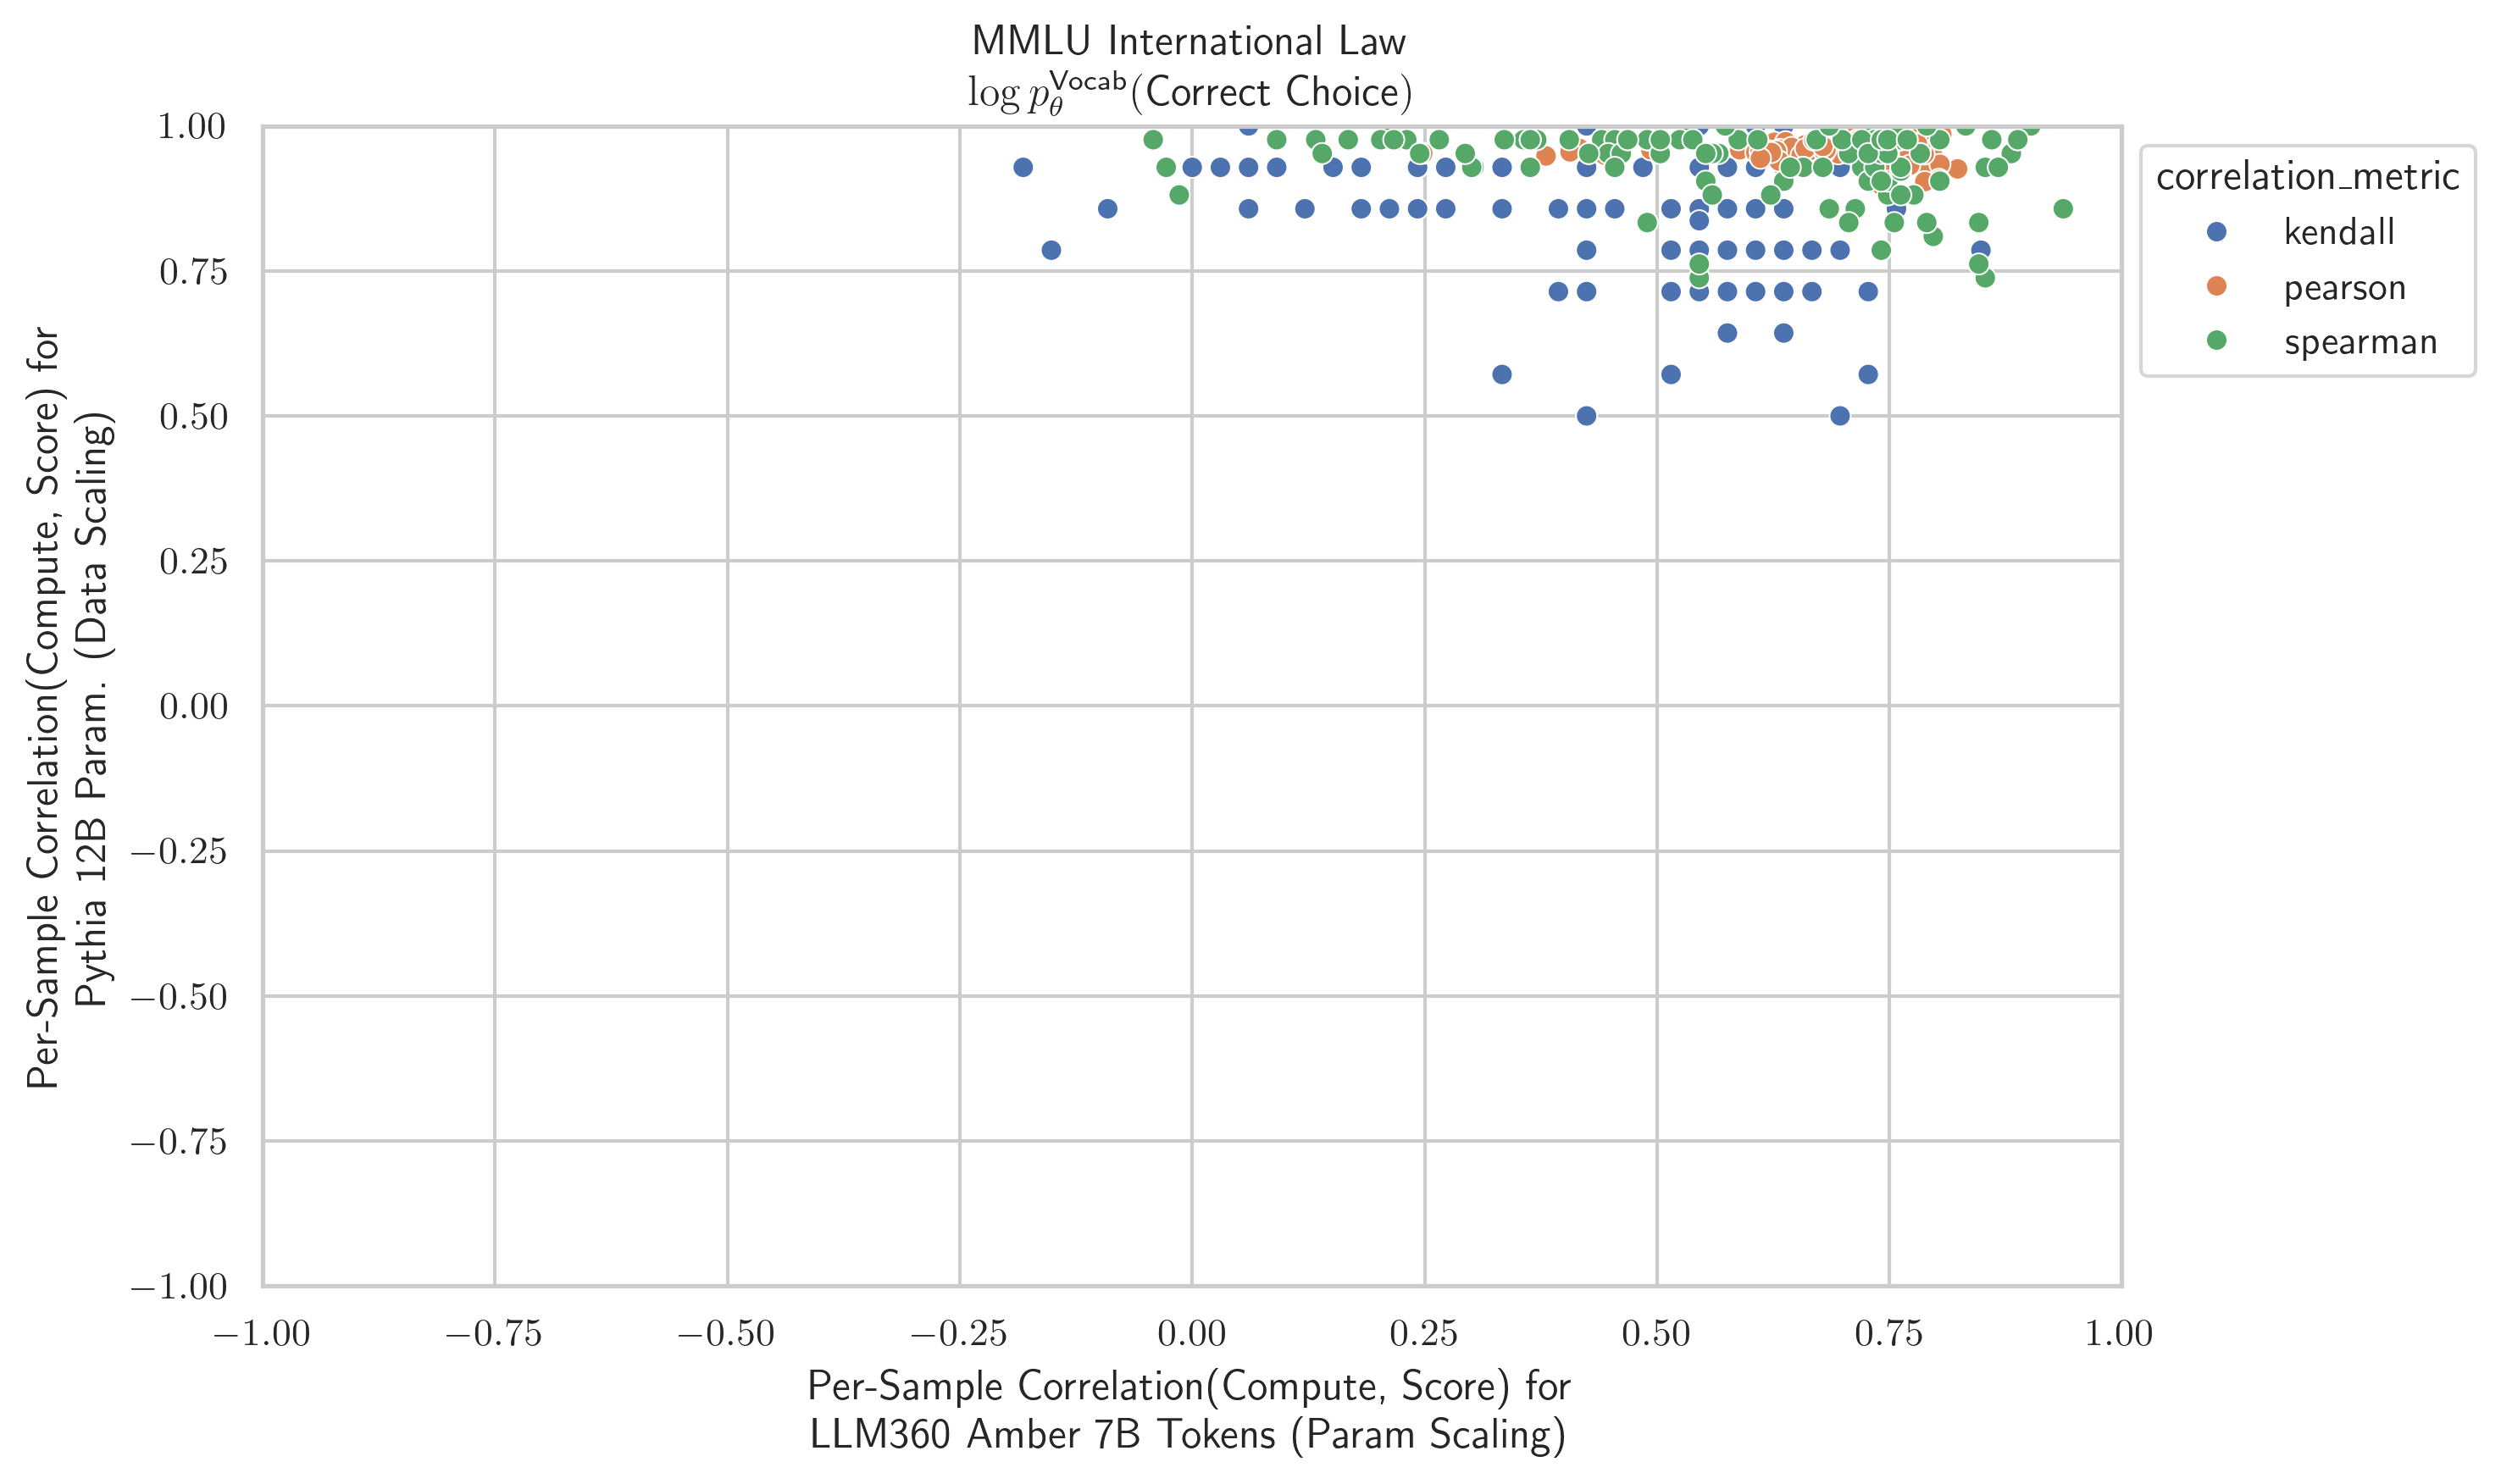 MMLU International Law
log p_θ^Vocab(Correct Choice)
1.00
0.75
0.50
0.25
0.00
−0.25
−0.50
−0.75
−1.00
Per-Sample Correlation(Compute, Score) for
Pythia 12B Param. (Data Scaling)
correlation_metric
kendall
pearson
spearman
−1.00
−0.75
−0.50
−0.25
0.00
0.25
0.50
0.75
1.00
Per-Sample Correlation(Compute, Score) for
LLM360 Amber 7B Tokens (Param Scaling)